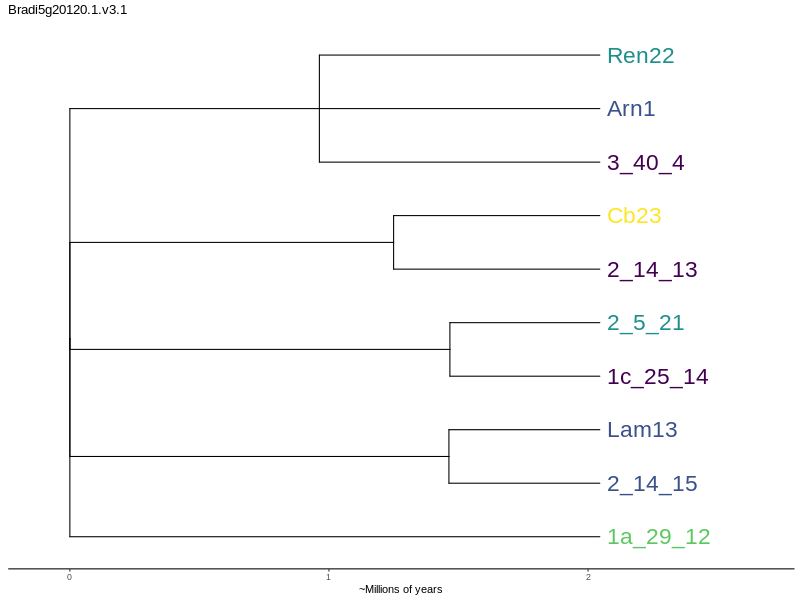 Bradi5g20120.1.v3.1
Ren22
Arn1
3_40_4
Cb23
2_14_13
2_5_21
1c_25_14
Lam13
2_14_15
1a_29_12
0 1 2
~Millions of years